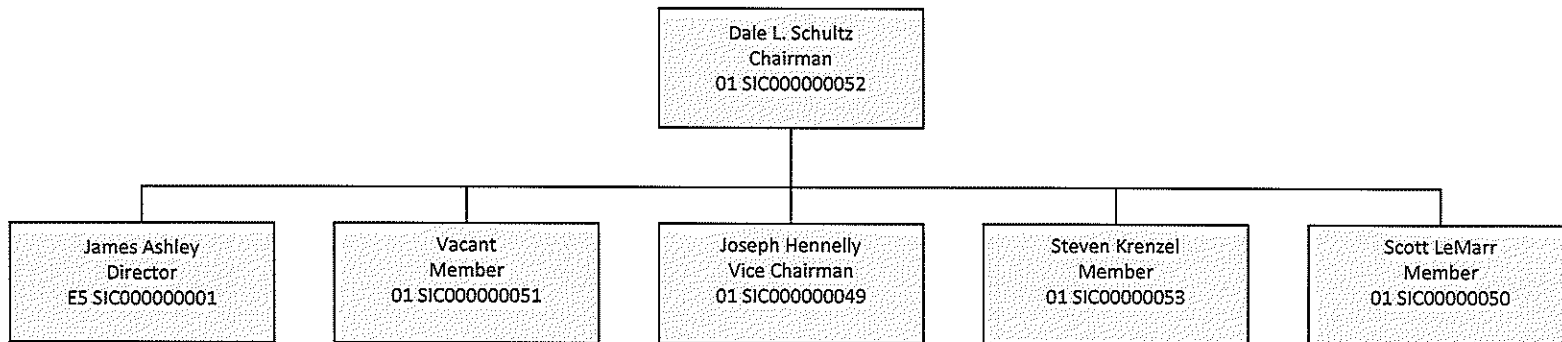 Dale L. Schultz
Chairman
01 SIC000000052
James Ashley
Director
E5 SIC000000001
Vacant
Member
01 SIC000000051
Joseph Hennelly
Vice Chairman
01 SIC000000049
Steven Krenzel
Member
01 SIC00000053
Scott LeMarr
Member
01 SIC00000050